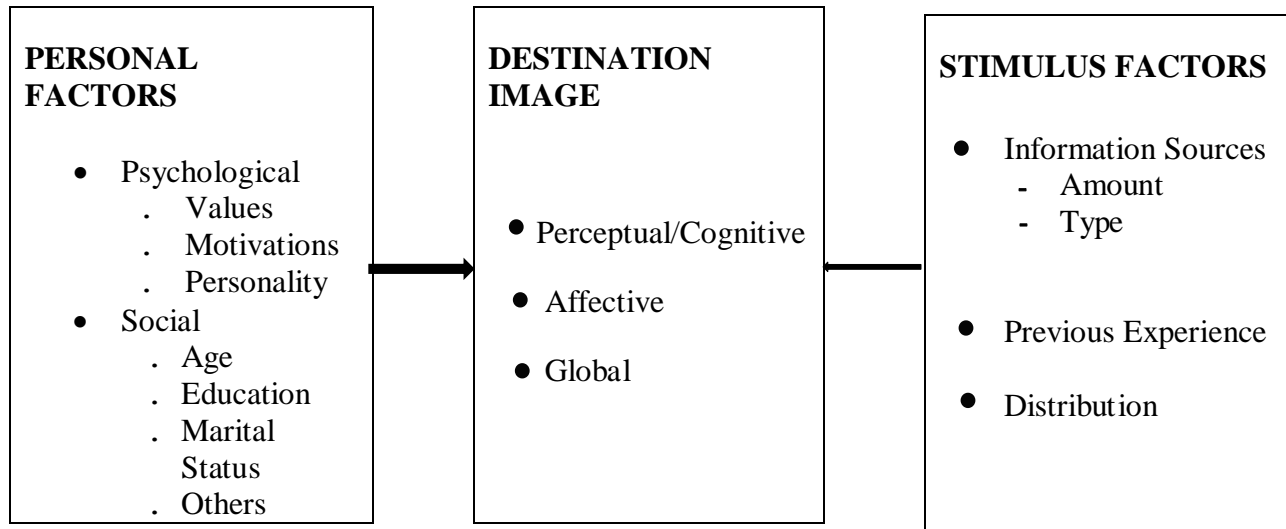 PERSONAL
FACTORS
• Psychological
. Values
. Motivations
. Personality
• Social
. Age
. Education
. Marital
Status
. Others
DESTINATION
IMAGE
• Perceptual/Cognitive
• Affective
• Global
STIMULUS FACTORS
• Information Sources
- Amount
- Type
• Previous Experience
• Distribution